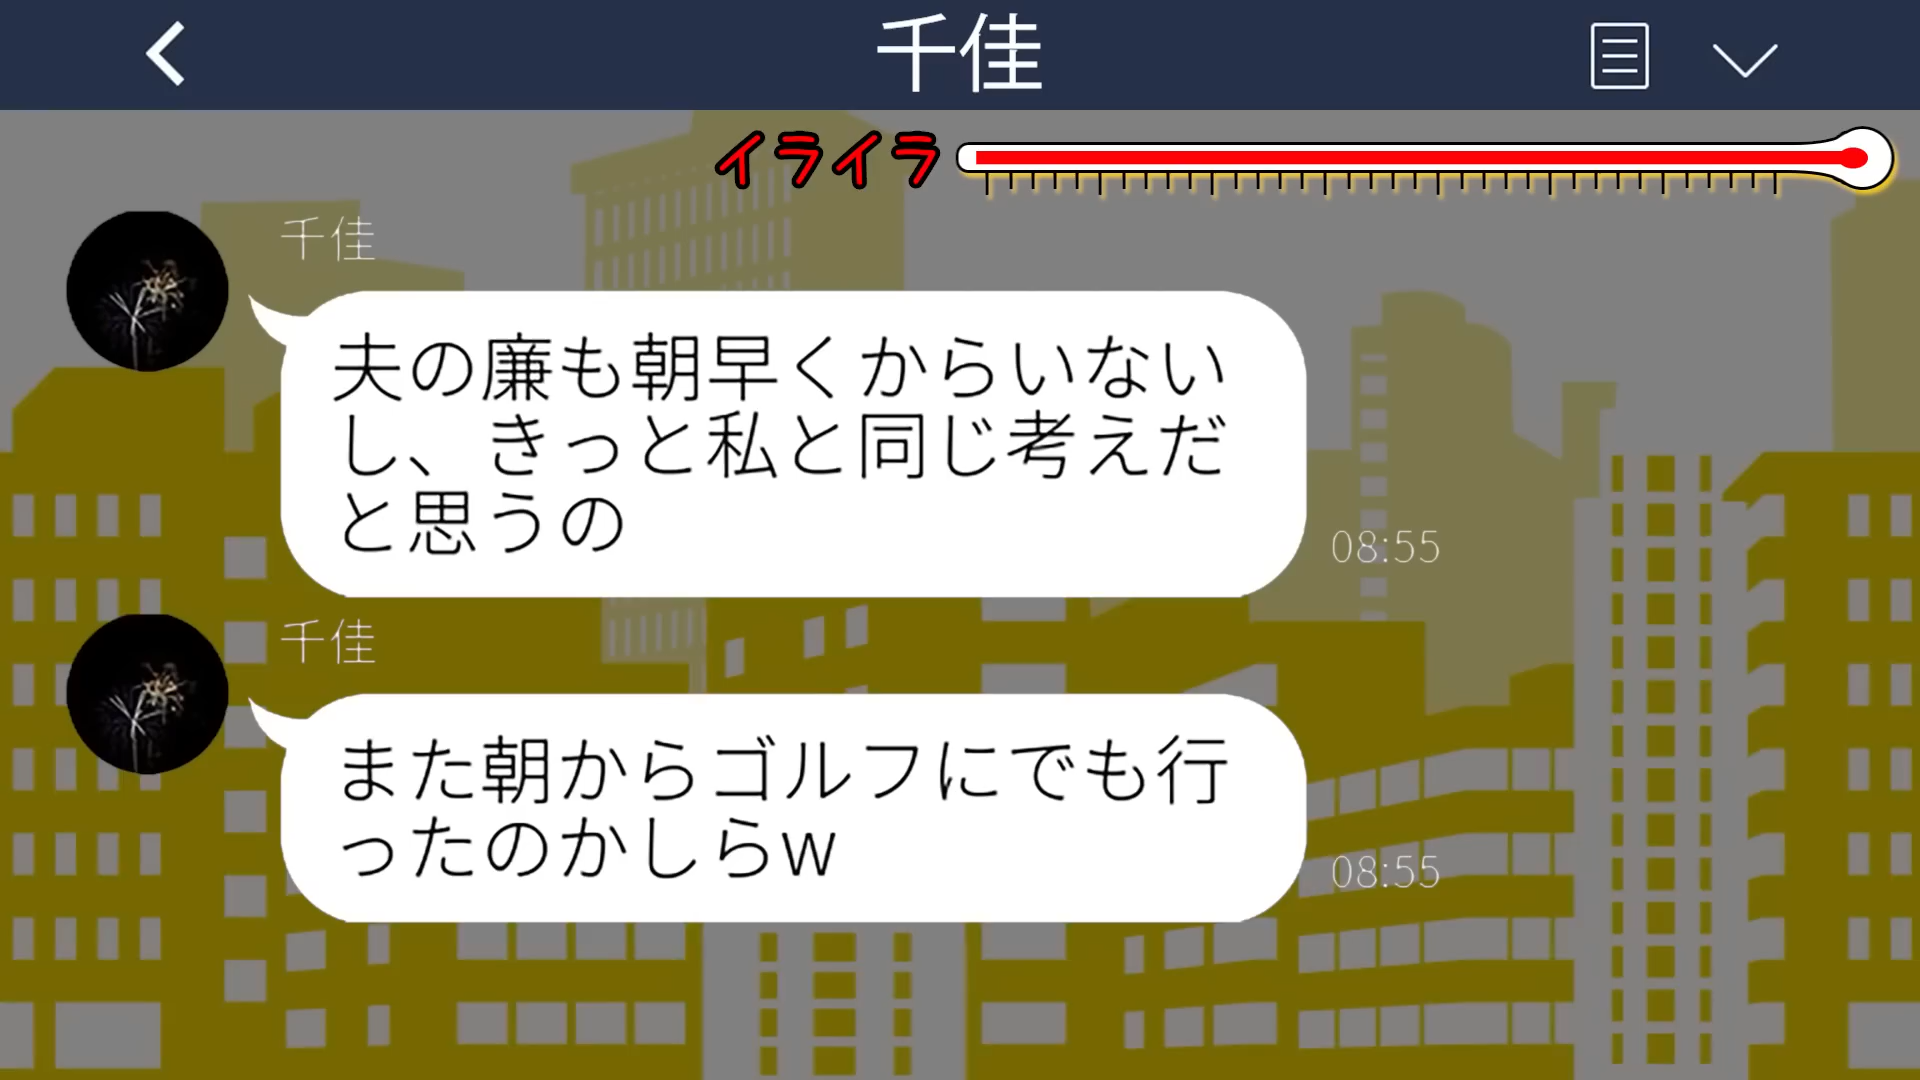 千佳
イライラ
千佳
夫の廉も朝早くからいない
し、きっと私と同じ考えだ
と思うの
08:55
千佳
また朝からゴルフにでも行
ったのかしらw
08:55